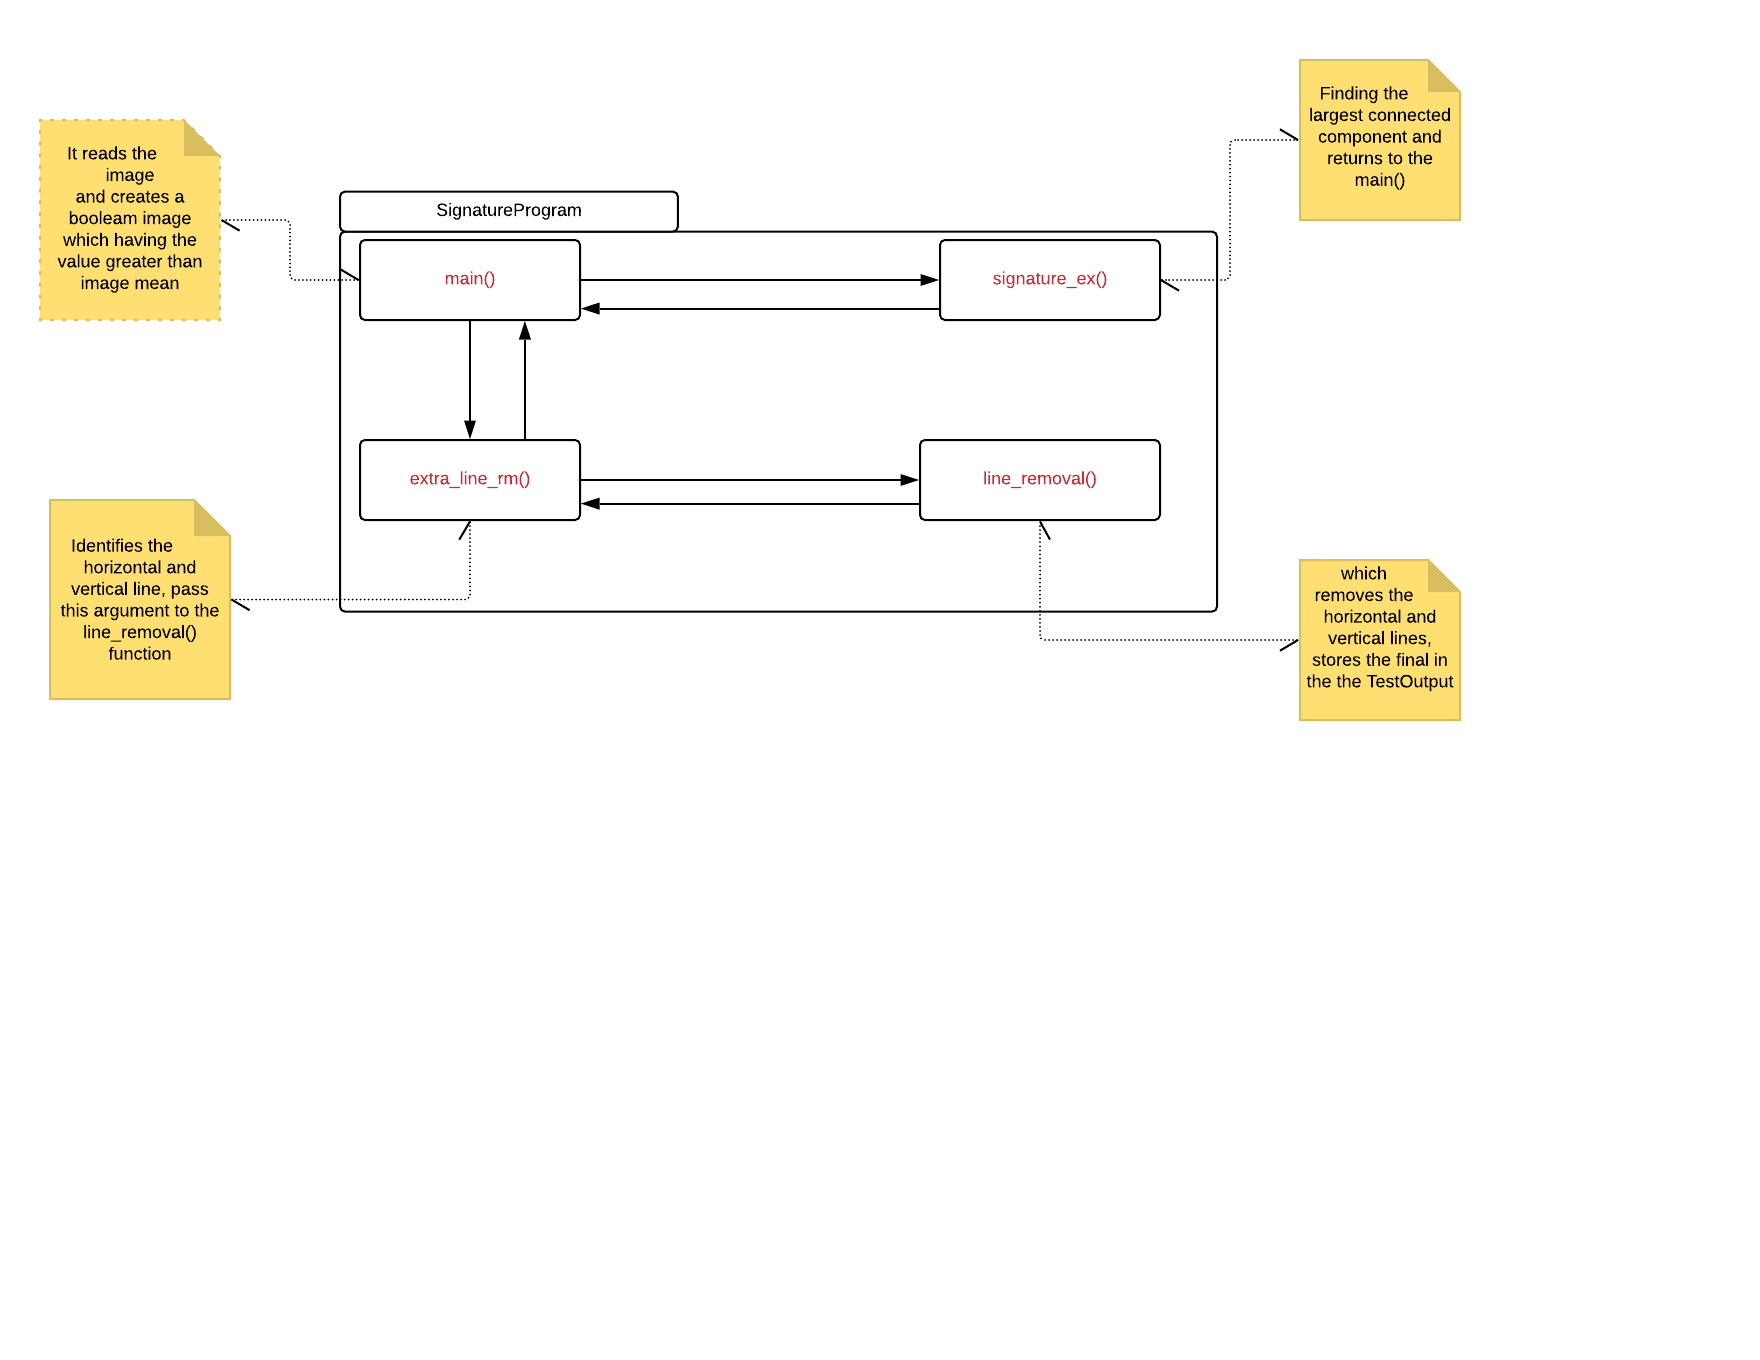 It reads the
image
and creates a
booleam image
which having the
value greater than
image mean
Finding the
largest connected
component and
returns to the
main()
SignatureProgram
main()
signature_ex()
extra_line_rm()
line_removal()
Identifies the
horizontal and
vertical line, pass
this argument to the
line_removal()
function
which
removes the
horizontal and
vertical lines,
stores the final in
the the TestOutput